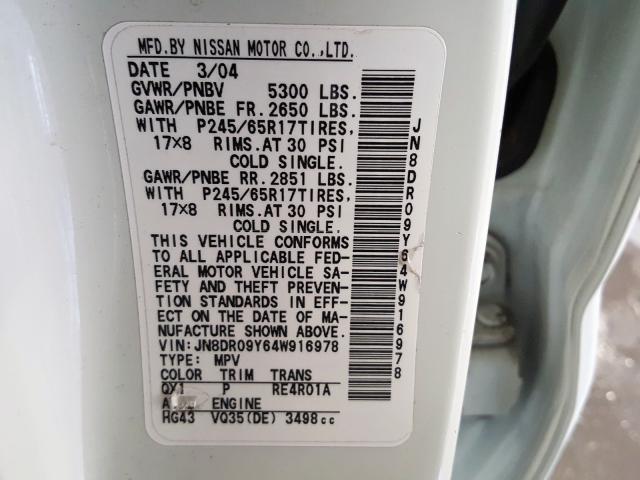 MFD.BY NISSAN MOTOR CO.,LTD.
DATE 3/04
GVWR/PNBV 5300 LBS.
GAWR/PNBE FR. 2650 LBS.
WITH P245/65R17TIRES,
17×8 RIMS.AT 30 PSI
COLD SINGLE.
GAWR/PNBE RR. 2851 LBS.
WITH P245/65R17TIRES,
17×8 RIMS.AT 30 PSI
COLD SINGLE.
THIS VEHICLE CONFORMS
TO ALL APPLICABLE FED-
ERAL MOTOR VEHICLE SA-
FETY AND THEFT PREVEN-
TION STANDARDS IN EFF-
ECT ON THE DATE OF MA-
NUFACTURE SHOWN ABOVE.
VIN:JN8DR09Y64W916978
TYPE: MPV
COLOR TRIM TRANS
QX1 P RE4R01A
ENGINE
HG43 VQ35(DE) 3498cc
JN8DR09Y64W916978